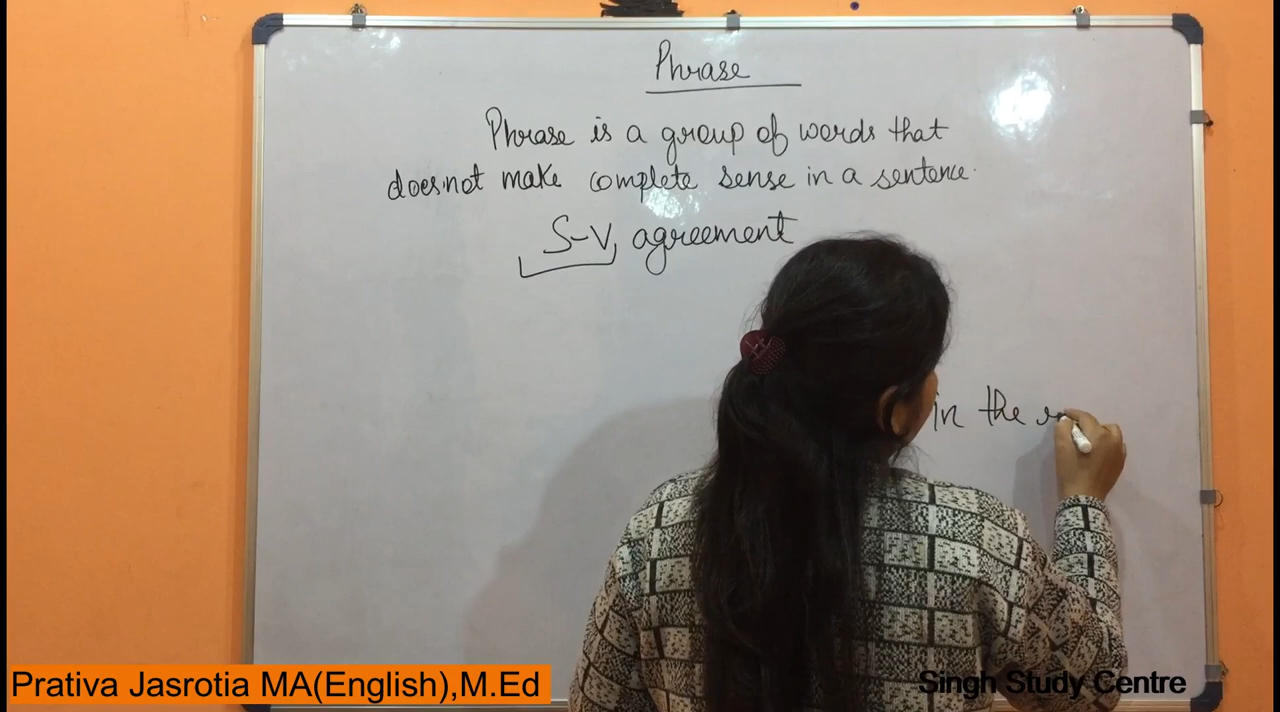 Phrase
Phrase is a group of words that
does not make complete sense in a sentence.
S-V, agreement
in the
Prativa Jasrotia MA(English),M.Ed
Singh Study Centre